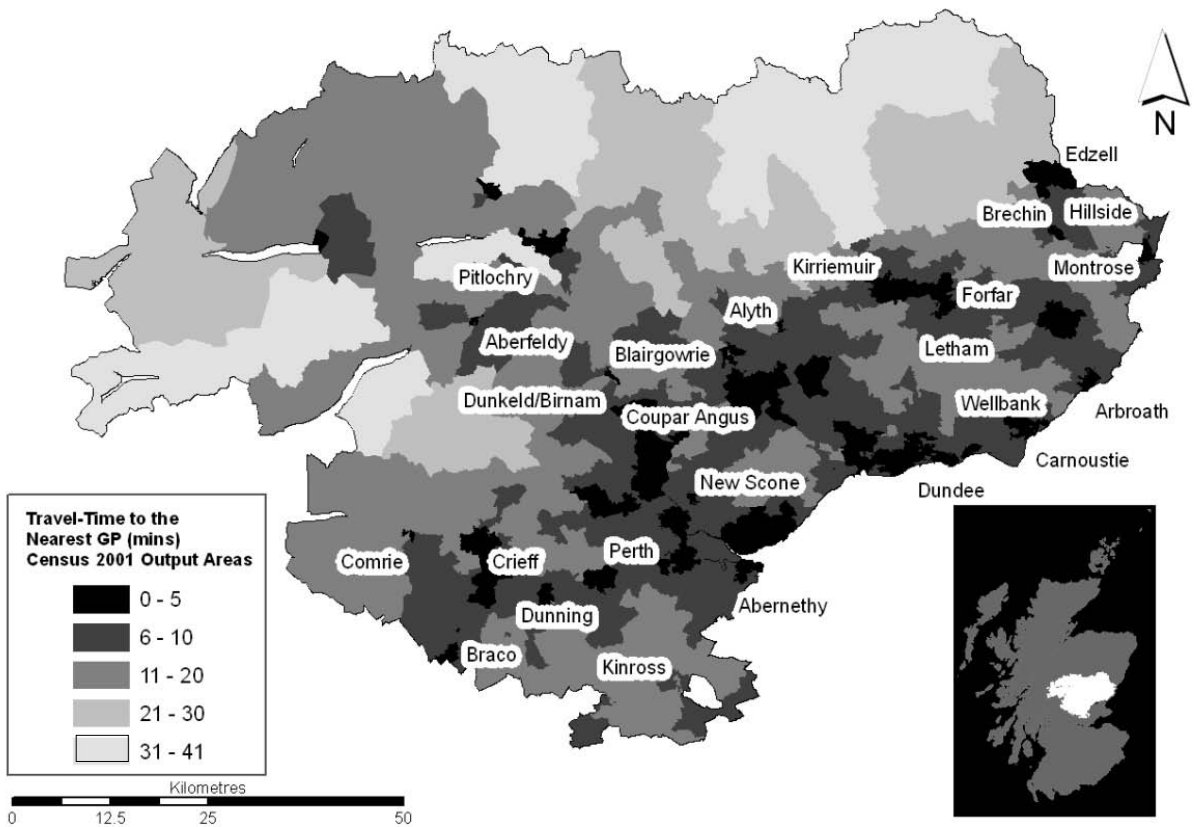 N
Edzell
Brechin
Hillside
Montrose
Kirriemuir
Forfar
Pitlochry
Alyth
Aberfeldy
Blairgowrie
Letham
Dunkeld/Birnam
Wellbank
Coupar Angus
Arbroath
Carnoustie
New Scone
Dundee
Perth
Comrie
Crieff
Dunning
Abernethy
Braco
Kinross
Travel-Time to the
Nearest GP (mins)
Census 2001 Output Areas
0 - 5
6 - 10
11 - 20
21 - 30
31 - 41
Kilometres
0 12.5 25 50